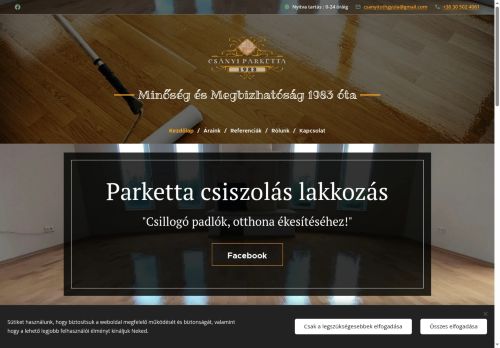 Nyitva tartás : 0-24 óráig
csanyitothgyula@gmail.com
+36 30 502 4961
CSÁNYI PARKETTA
1983
Minőség és Megbízhatóság 1983 óta
Kezdőlap / Áraink / Referenciák / Rólunk / Kapcsolat
Parketta csiszolás lakkozás
"Csillogó padlók, otthona ékesítéséhez!"
Facebook
Sütiket használunk, hogy biztosítsuk a weboldal megfelelő működését és biztonságát, valamint
hogy a lehető legjobb felhasználói élményt kínáljuk Neked.
Csak a legszükségesebbek elfogadása
Összes elfogadása